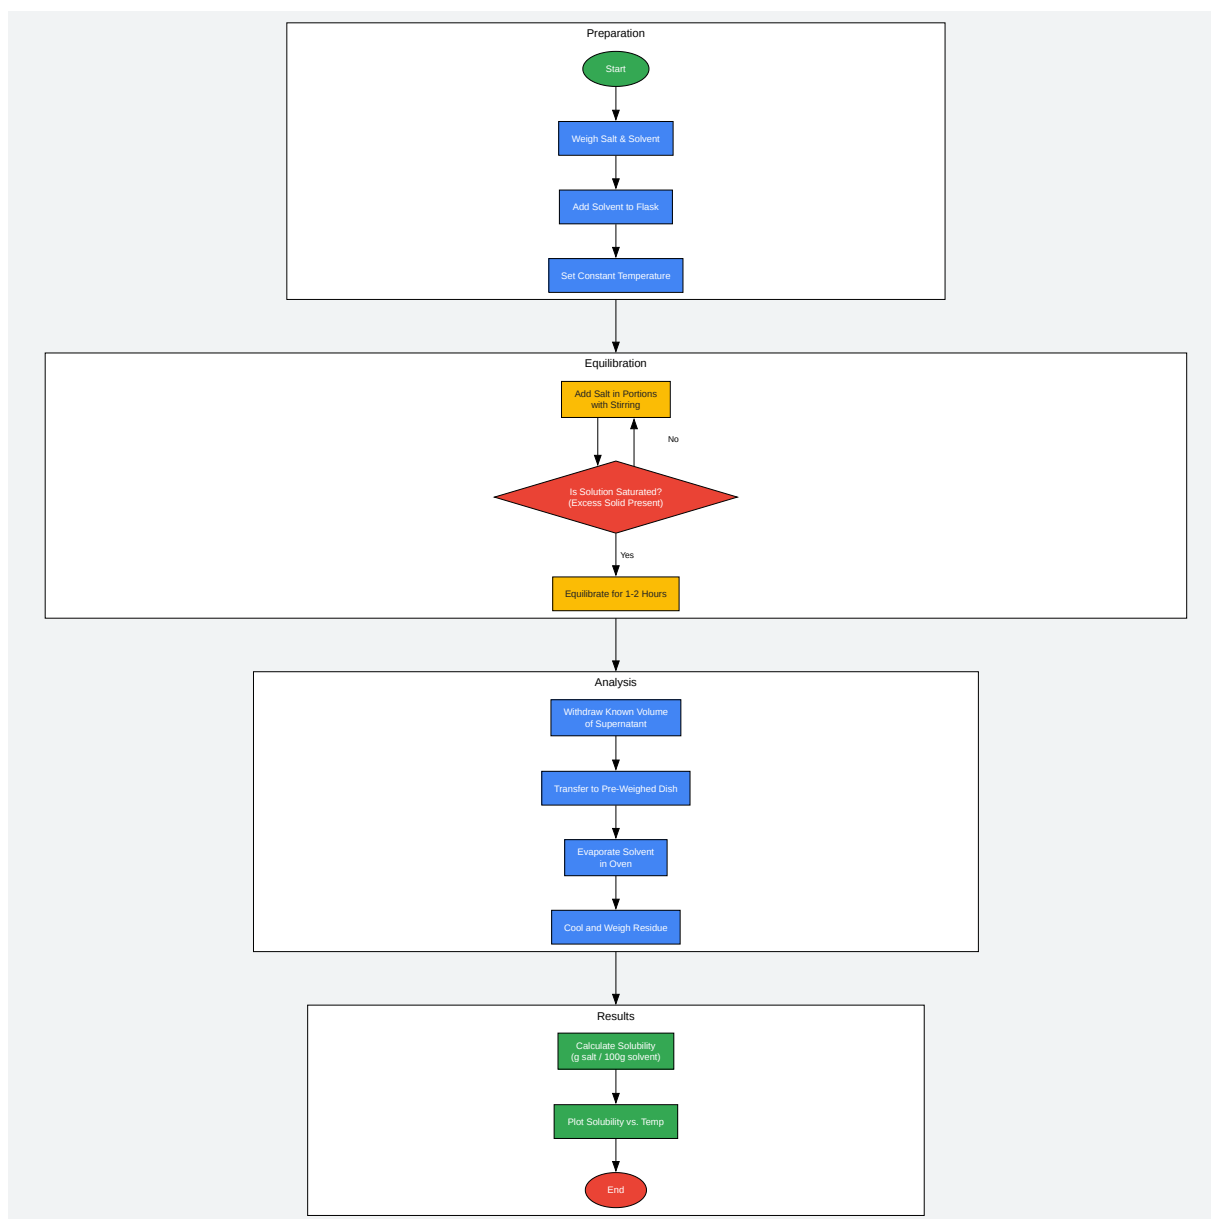 Preparation
Start
Weigh Salt & Solvent
Add Solvent to Flask
Set Constant Temperature
Equilibration
Add Salt in Portions
with Stirring
No
Is Solution Saturated?
(Excess Solid Present)
Yes
Equilibrate for 1-2 Hours
Analysis
Withdraw Known Volume
of Supernatant
Transfer to Pre-Weighed Dish
Evaporate Solvent
in Oven
Cool and Weigh Residue
Results
Calculate Solubility
(g salt / 100g solvent)
Plot Solubility vs. Temp
End